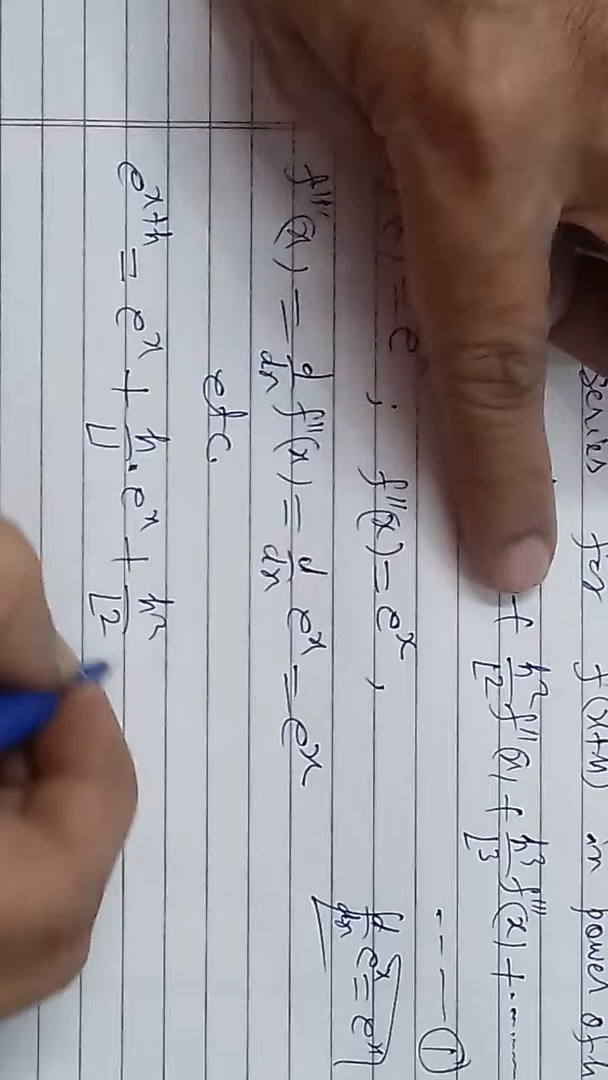 series for f(x+h) in power of h
+ h²/⌊2 f''(x) + h³/⌊3 f'''(x) + ......
---- ①
= e ; f''(x) = eˣ ,
d/dx eˣ = eˣ
f'''(x) = d/dx f''(x) = d/dx eˣ = eˣ
etc.
eˣ⁺ʰ = eˣ + h/⌊1 . eˣ + h²/⌊2